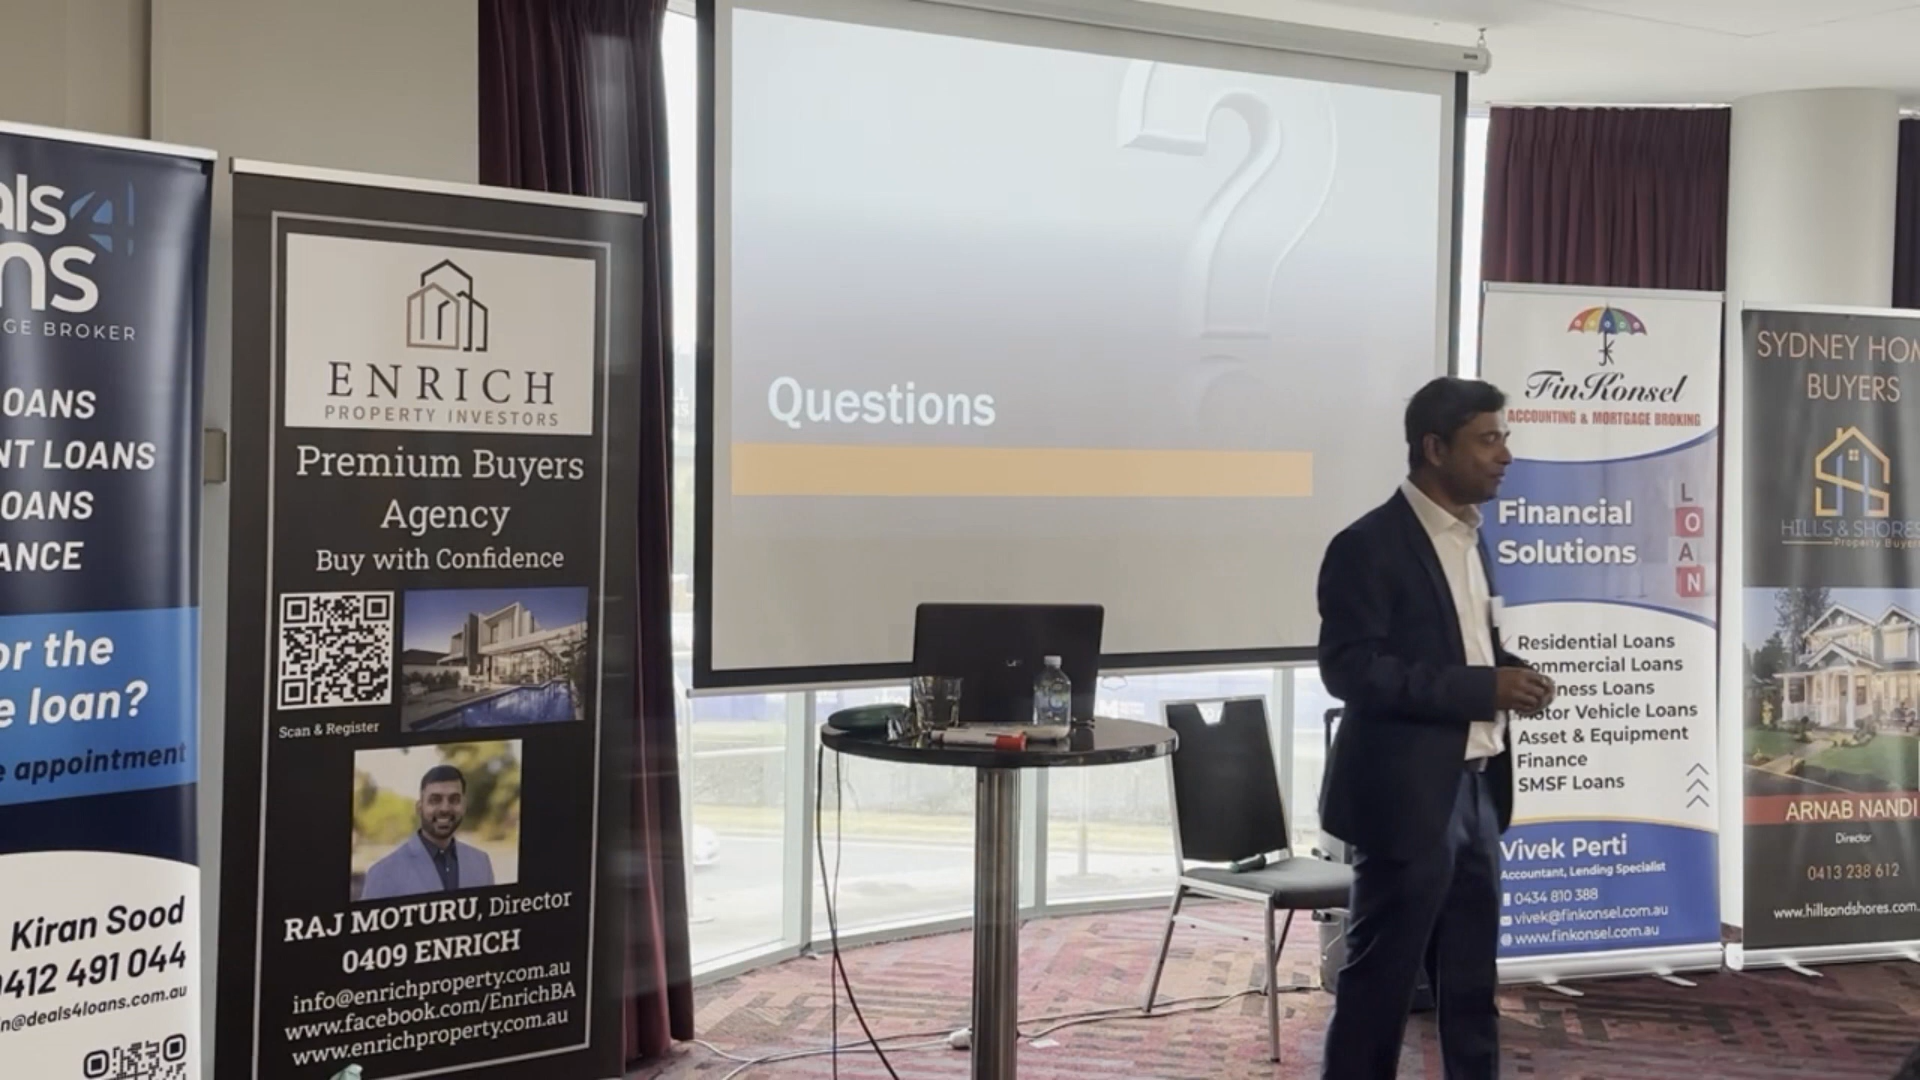 4
GE BROKER
OANS
NT LOANS
OANS
or the
loan?
appointment
Kiran Sood
412 491 044
n@deals4loans.com.au
ENRICH
PROPERTY INVESTORS
Premium Buyers
Agency
Buy with Confidence
Scan & Register
RAJ MOTURU, Director
0409 ENRICH
info@enrichproperty.com.au
www.facebook.com/EnrichBA
www.enrichproperty.com.au
?
Questions
FinKonsel
ACCOUNTING & MORTGAGE BROKING
Financial
Solutions
LOAN
Residential Loans
ommercial Loans
iness Loans
Motor Vehicle Loans
Asset & Equipment
Finance
SMSF Loans
Vivek Perti
Accountant, Lending Specialist
0434 810 388
vivek@finkonsel.com.au
www.finkonsel.com.au
SYDNEY HOM
BUYERS
HILLS & SHORES
Property Buyers
ARNAB NANDI
Director
0413 238 612
www.hillsandshores.com.